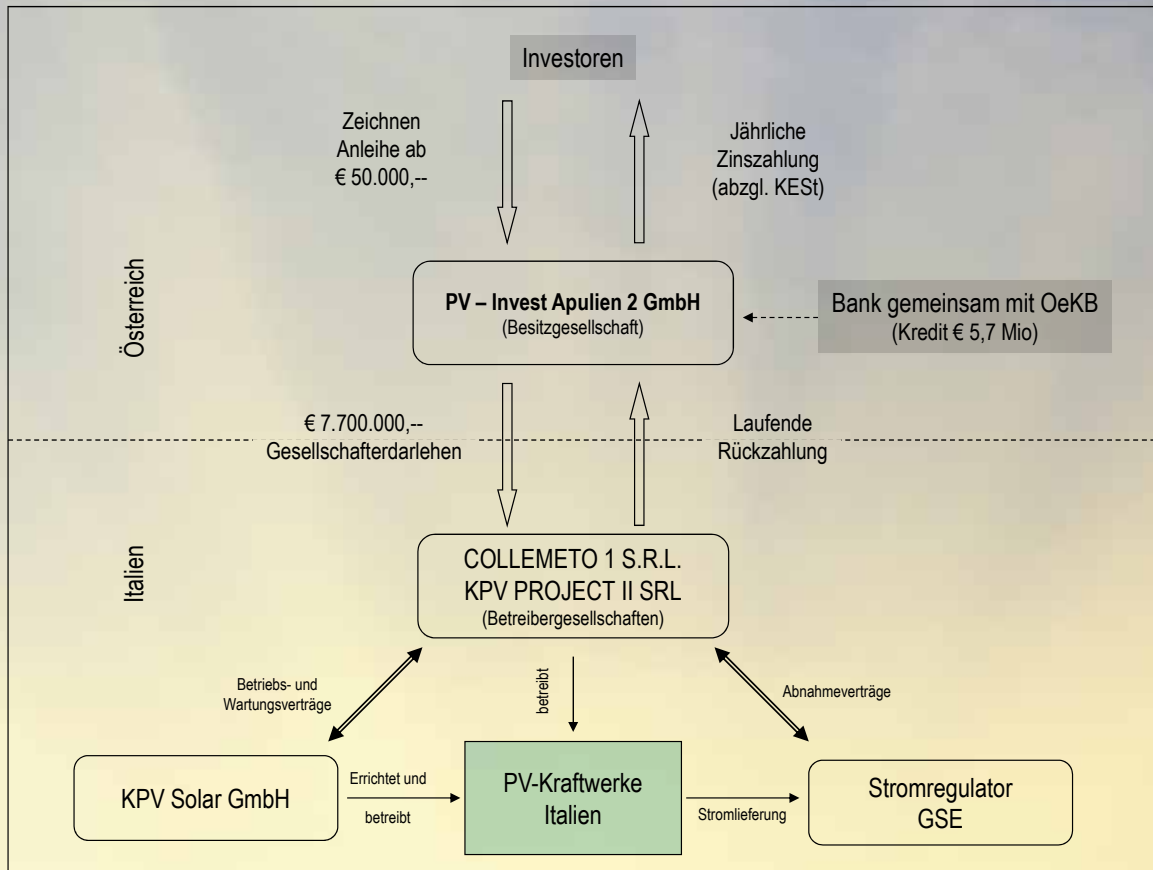 Investoren
Zeichnen
Anleihe ab
€ 50.000,--
Jährliche
Zinszahlung
(abzgl. KESt)
Österreich
PV – Invest Apulien 2 GmbH
(Besitzgesellschaft)
Bank gemeinsam mit OeKB
(Kredit € 5,7 Mio)
€ 7.700.000,--
Gesellschafterdarlehen
Laufende
Rückzahlung
Italien
COLLEMETO 1 S.R.L.
KPV PROJECT II SRL
(Betreibergesellschaften)
Betriebs- und
Wartungsverträge
betreibt
Abnahmeverträge
KPV Solar GmbH
Errichtet und
betreibt
PV-Kraftwerke
Italien
Stromlieferung
Stromregulator
GSE